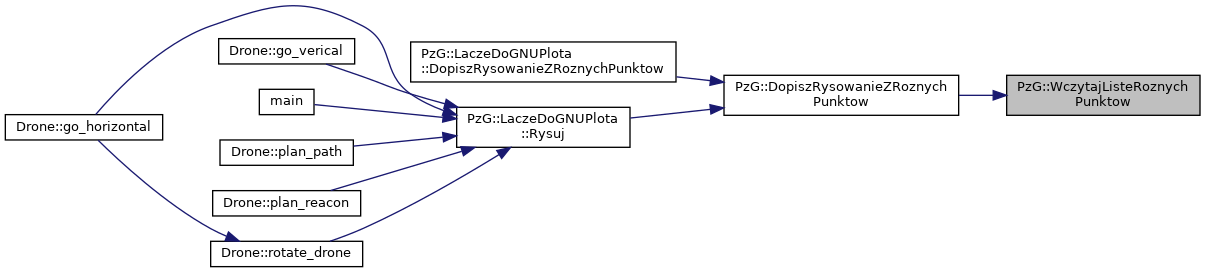 Drone::go_horizontal
Drone::go_verical
main
Drone::plan_path
Drone::plan_reacon
Drone::rotate_drone
PzG::LaczeDoGNUPlota
::DopiszRysowanieZRoznychPunktow
PzG::LaczeDoGNUPlota
::Rysuj
PzG::DopiszRysowanieZRoznych
Punktow
PzG::WczytajListeRoznych
Punktow